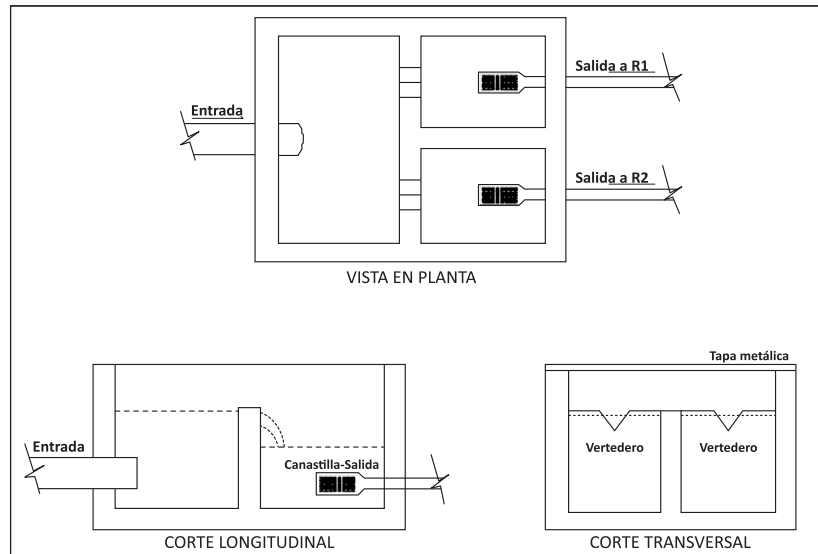 Entrada
Salida a R1
Salida a R2
VISTA EN PLANTA
Entrada
Canastilla-Salida
CORTE LONGITUDINAL
Tapa metálica
Vertedero
Vertedero
CORTE TRANSVERSAL